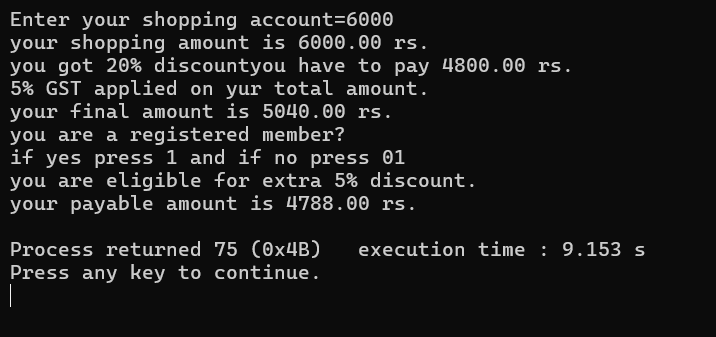 Enter your shopping account=6000
your shopping amount is 6000.00 rs.
you got 20% discountyou have to pay 4800.00 rs.
5% GST applied on yur total amount.
your final amount is 5040.00 rs.
you are a registered member?
if yes press 1 and if no press 01
you are eligible for extra 5% discount.
your payable amount is 4788.00 rs.
Process returned 75 (0x4B)   execution time : 9.153 s
Press any key to continue.